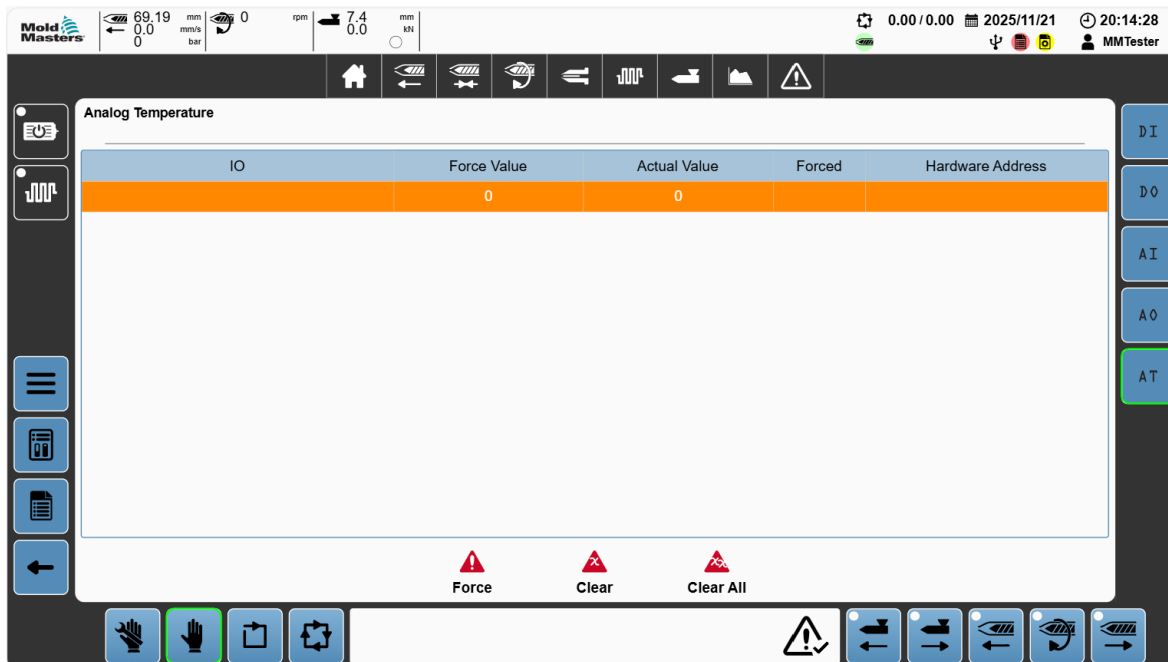 Mold
Masters
69.19 mm
0.0 mm/s
0 bar
0 rpm
7.4 mm
0.0 kN
0.00 / 0.00 2025/11/21 20:14:28
MMTester
Analog Temperature
IO Force Value Actual Value Forced Hardware Address
0 0
Force Clear Clear All
DI
DO
AI
AO
AT